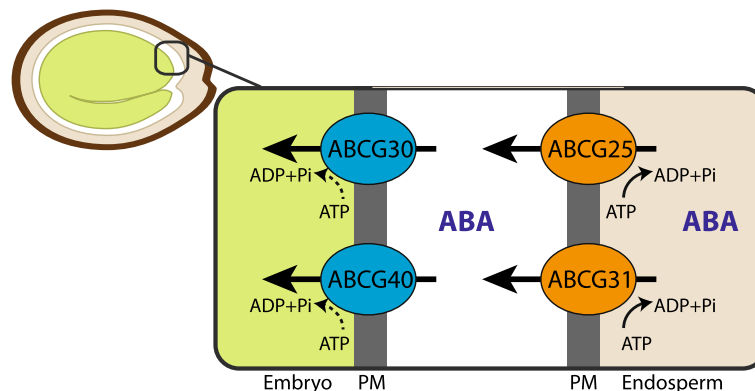 ABCG30
ABCG25
ADP+Pi
ADP+Pi
ATP
ATP
ABA
ABA
ABCG40
ABCG31
ADP+Pi
ADP+Pi
ATP
ATP
Embryo
PM
PM
Endosperm